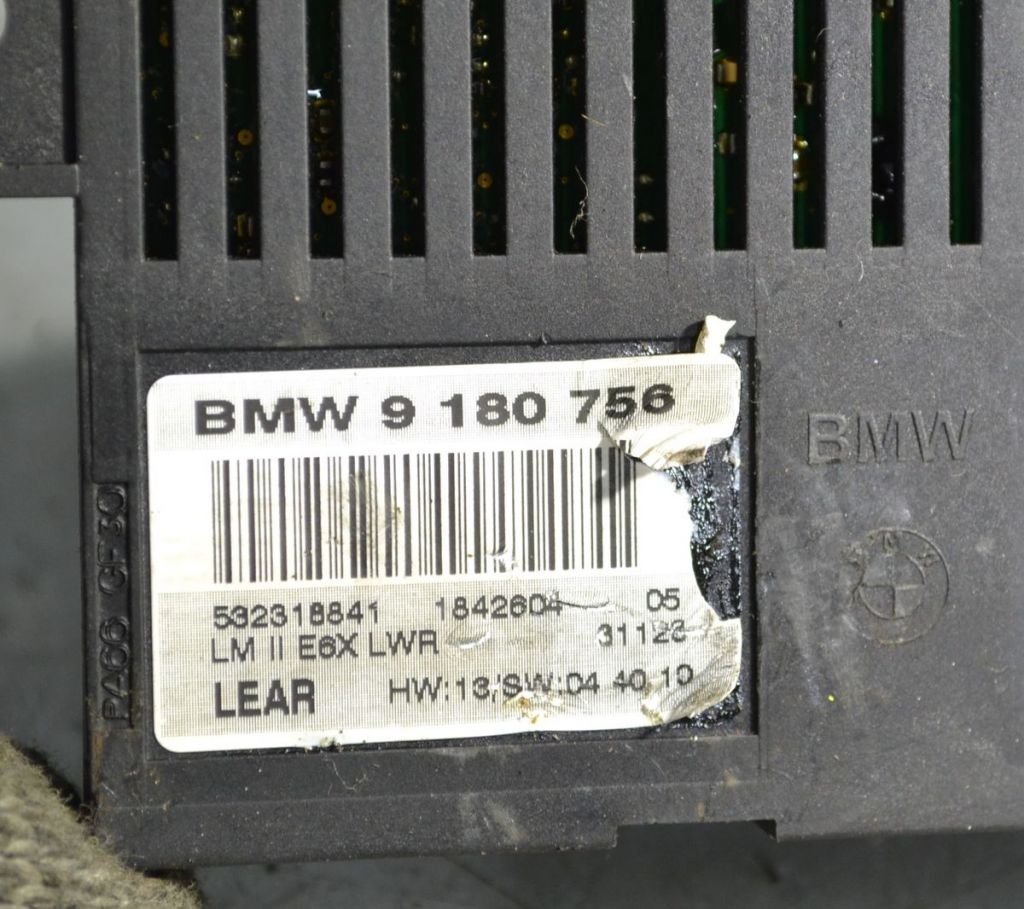 BMW 9 180 756
532318841 1842604 05
LM II E6X LWR 31123
LEAR HW:13/SW:04 40 10
PA66 GF30
BMW
BMW